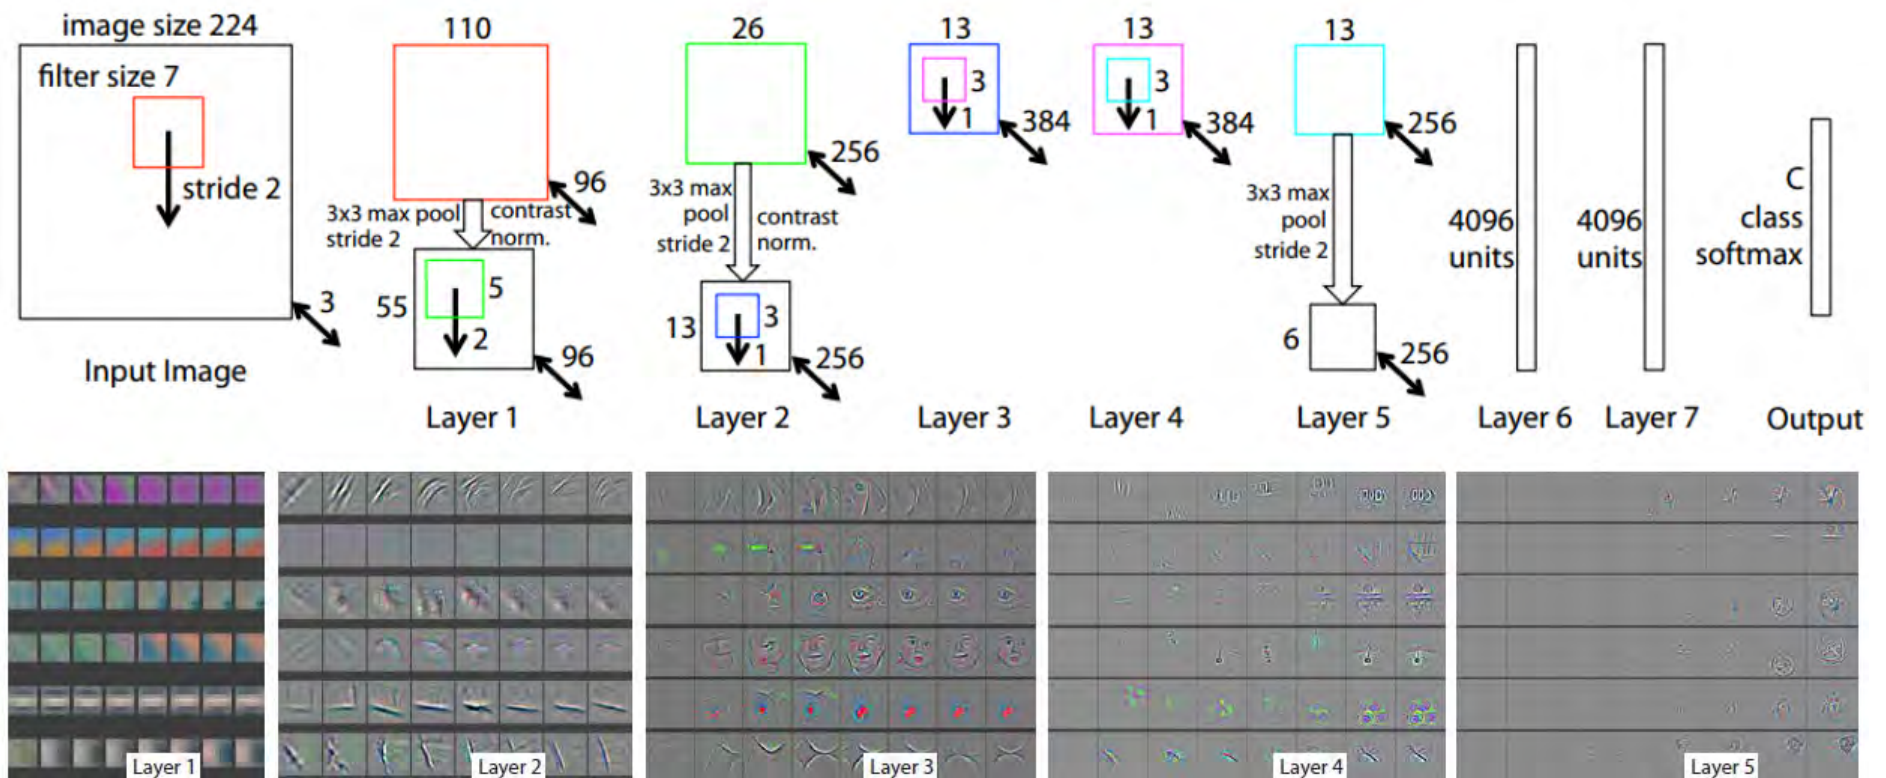 image size 224
filter size 7
stride 2
3
Input Image
110
96
3x3 max pool
stride 2
contrast
norm.
55
5
2
96
Layer 1
26
256
3x3 max
pool
stride 2
contrast
norm.
13
3
1
256
Layer 2
13
3
1
384
Layer 3
13
3
1
384
Layer 4
13
256
3x3 max
pool
stride 2
6
256
Layer 5
4096
units
Layer 6
4096
units
Layer 7
C
class
softmax
Output
Layer 1
Layer 2
Layer 3
Layer 4
Layer 5